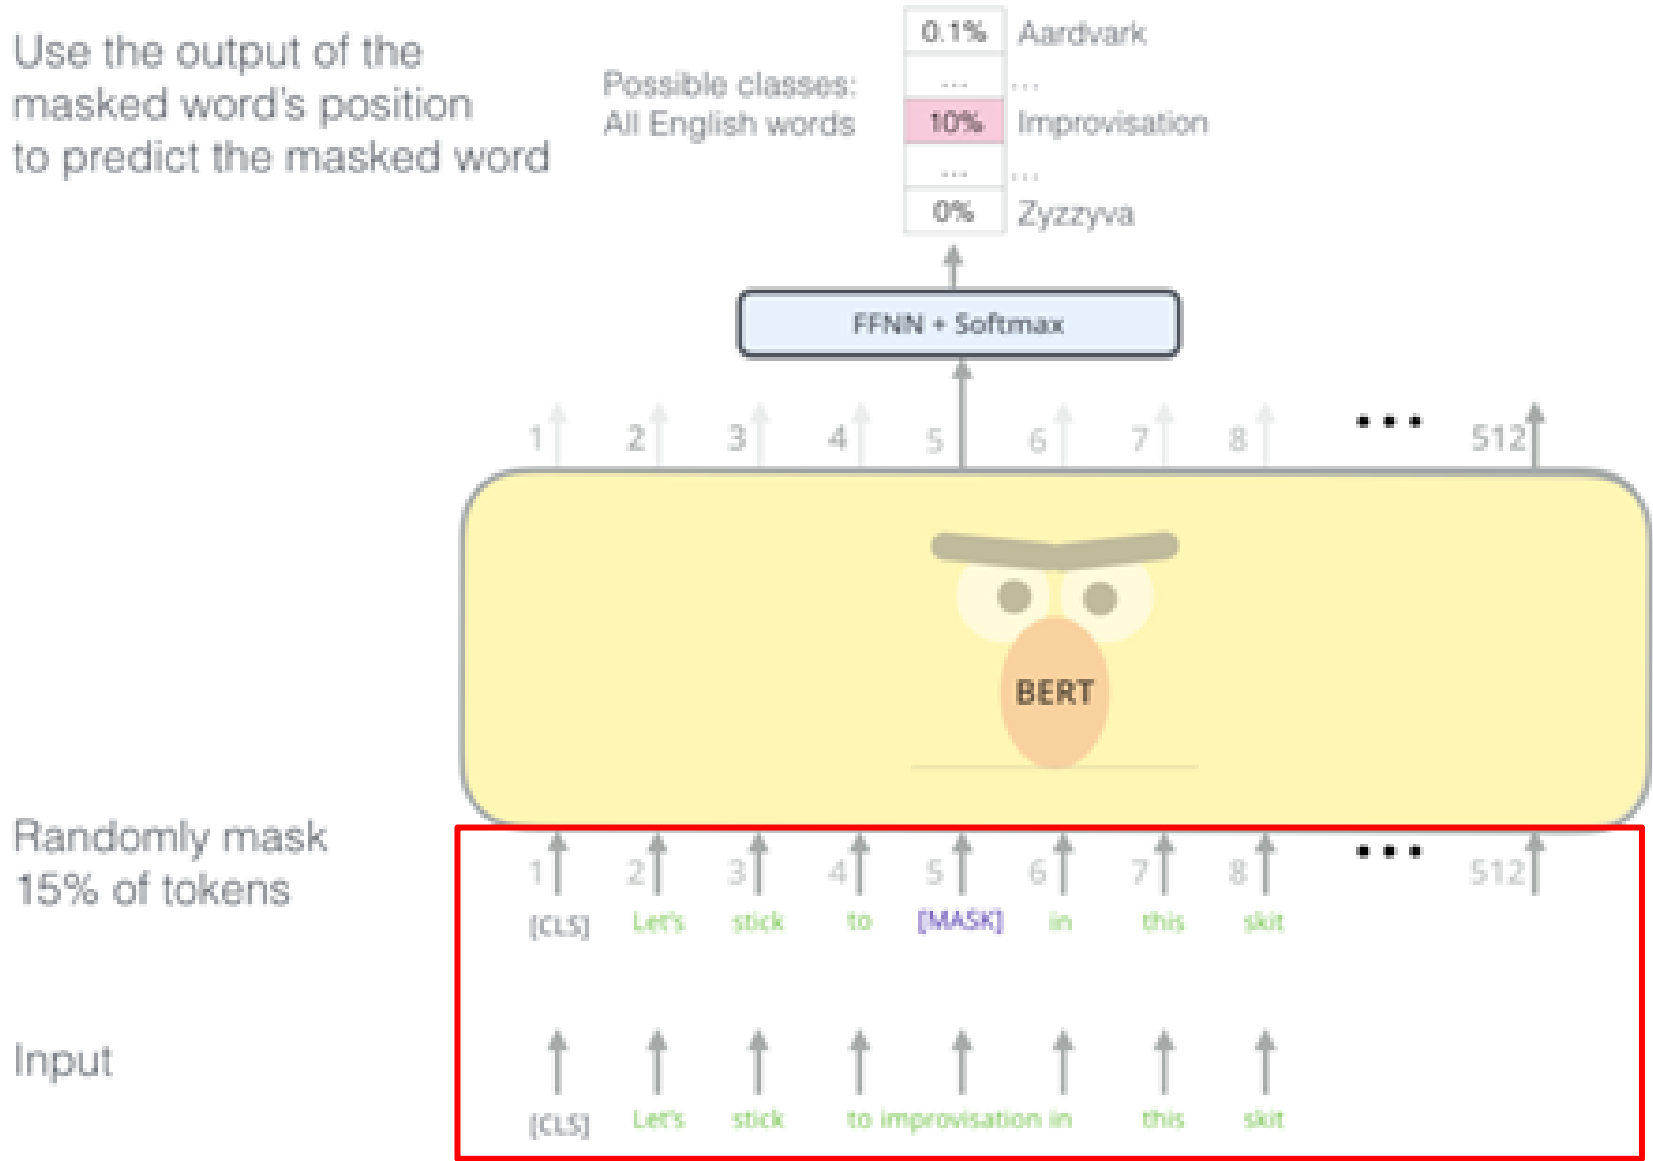 Use the output of the
masked word's position
to predict the masked word
Possible classes:
All English words
0.1% Aardvark
... ...
10% Improvisation
... ...
0% Zyzzyva
FFNN + Softmax
1 2 3 4 5 6 7 8 ... 512
BERT
Randomly mask
15% of tokens
1 2 3 4 5 6 7 8 ... 512
[CLS] Let's stick to [MASK] in this skit
Input
[CLS] Let's stick to improvisation in this skit